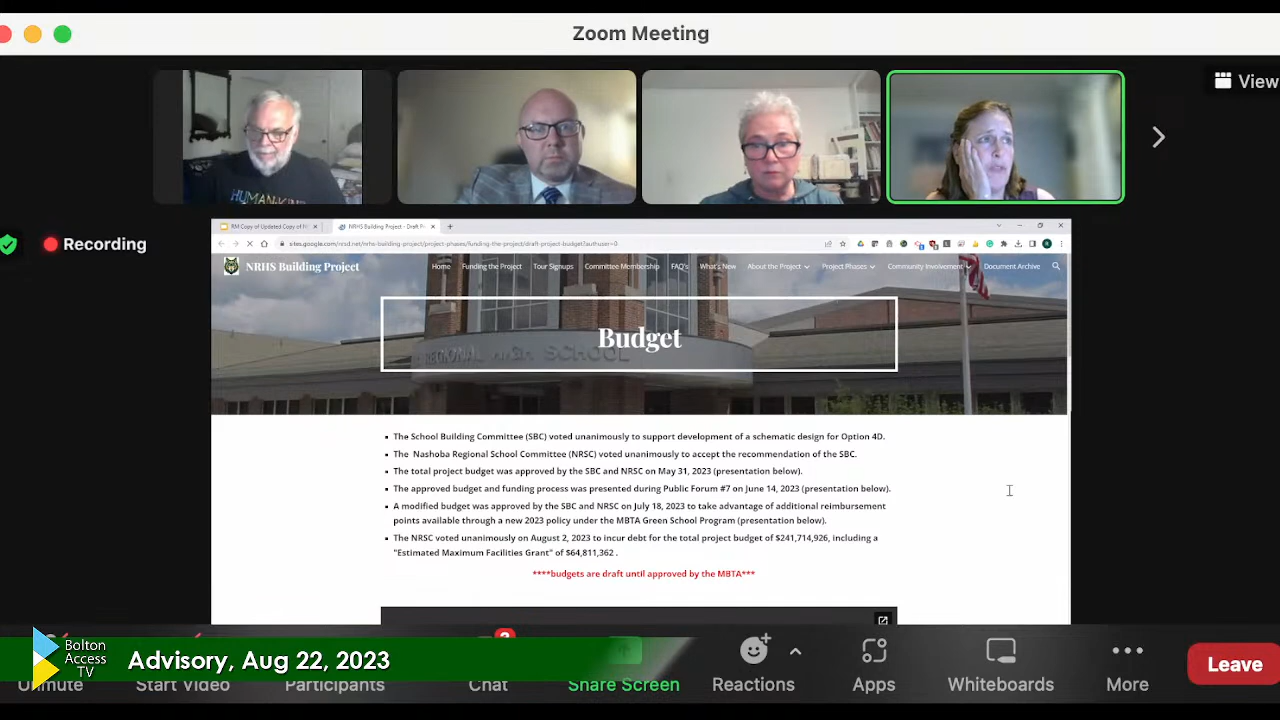 Zoom Meeting
View
HUMAN·KIND
Recording
NRHS Building Project - Draft P
NRHS Building Project
Home Funding the Project Tour Signups Committee Membership FAQ's What's New About the Project Project Phases Community Involvement Document Archive
REGIONAL HIGH SCHOOL
Budget
The School Building Committee (SBC) voted unanimously to support development of a schematic design for Option 4D.
The Nashoba Regional School Committee (NRSC) voted unanimously to accept the recommendation of the SBC.
The total project budget was approved by the SBC and NRSC on May 31, 2023 (presentation below).
The approved budget and funding process was presented during Public Forum #7 on June 14, 2023 (presentation below).
A modified budget was approved by the SBC and NRSC on July 18, 2023 to take advantage of additional reimbursement
points available through a new 2023 policy under the MBTA Green School Program (presentation below).
The NRSC voted unanimously on August 2, 2023 to incur debt for the total project budget of $241,714,926, including a
"Estimated Maximum Facilities Grant" of $64,811,362 .
****budgets are draft until approved by the MBTA***
Bolton
Access
TV
Advisory, Aug 22, 2023
Unmute Start Video Participants Chat Share Screen Reactions Apps Whiteboards More Leave